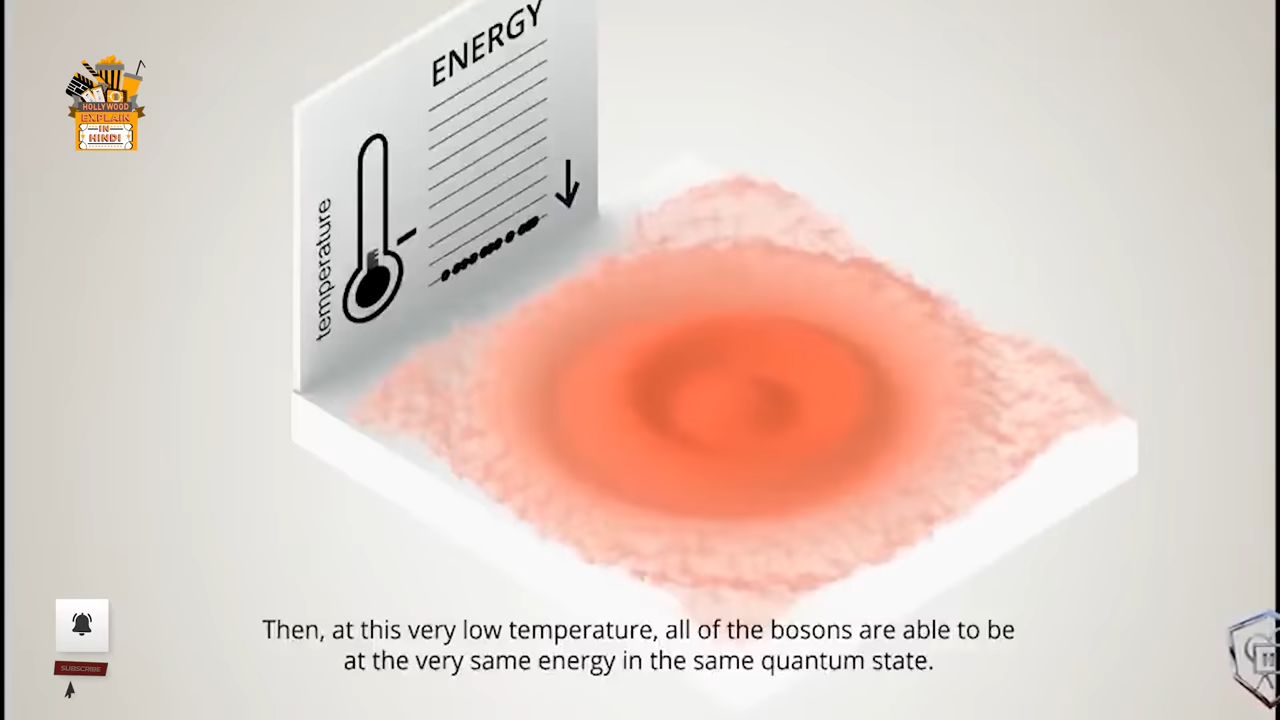 ENERGY
temperature
HOLLYWOOD
EXPLAIN
IN
HINDI
SUBSCRIBE
Then, at this very low temperature, all of the bosons are able to be
at the very same energy in the same quantum state.